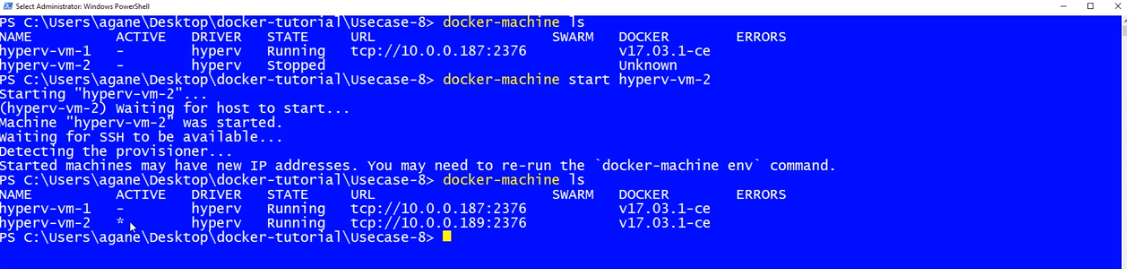 Select Administrator: Windows PowerShell
PS C:\Users\agane\Desktop\docker-tutorial\Usecase-8> docker-machine ls
NAME ACTIVE DRIVER STATE URL SWARM DOCKER ERRORS
hyperv-vm-1 - hyperv Running tcp://10.0.0.187:2376 v17.03.1-ce
hyperv-vm-2 - hyperv Stopped Unknown
PS C:\Users\agane\Desktop\docker-tutorial\Usecase-8> docker-machine start hyperv-vm-2
Starting "hyperv-vm-2"...
(hyperv-vm-2) Waiting for host to start...
Machine "hyperv-vm-2" was started.
Waiting for SSH to be available...
Detecting the provisioner...
Started machines may have new IP addresses. You may need to re-run the `docker-machine env` command.
PS C:\Users\agane\Desktop\docker-tutorial\Usecase-8> docker-machine ls
NAME ACTIVE DRIVER STATE URL SWARM DOCKER ERRORS
hyperv-vm-1 - hyperv Running tcp://10.0.0.187:2376 v17.03.1-ce
hyperv-vm-2 * hyperv Running tcp://10.0.0.189:2376 v17.03.1-ce
PS C:\Users\agane\Desktop\docker-tutorial\Usecase-8>